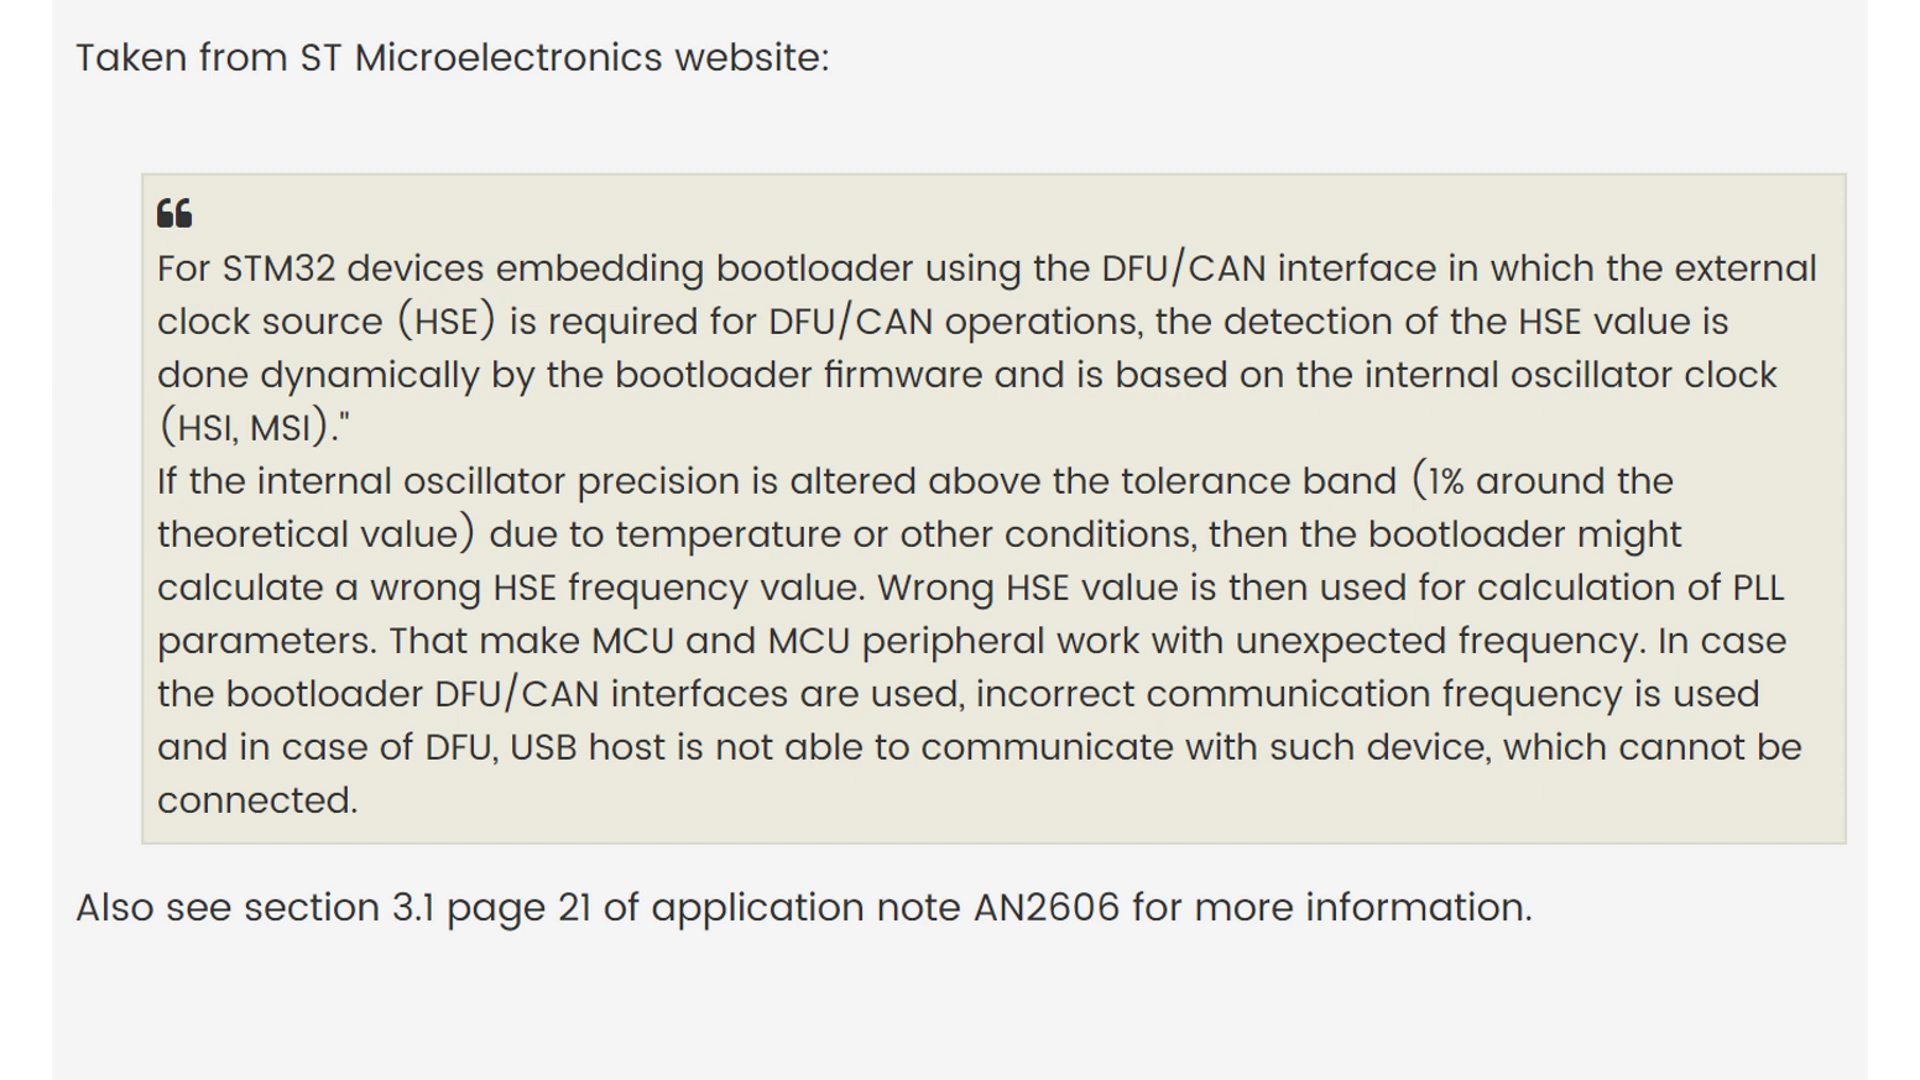 Taken from ST Microelectronics website:
“
For STM32 devices embedding bootloader using the DFU/CAN interface in which the external
clock source (HSE) is required for DFU/CAN operations, the detection of the HSE value is
done dynamically by the bootloader firmware and is based on the internal oscillator clock
(HSI, MSI)."
If the internal oscillator precision is altered above the tolerance band (1% around the
theoretical value) due to temperature or other conditions, then the bootloader might
calculate a wrong HSE frequency value. Wrong HSE value is then used for calculation of PLL
parameters. That make MCU and MCU peripheral work with unexpected frequency. In case
the bootloader DFU/CAN interfaces are used, incorrect communication frequency is used
and in case of DFU, USB host is not able to communicate with such device, which cannot be
connected.
Also see section 3.1 page 21 of application note AN2606 for more information.